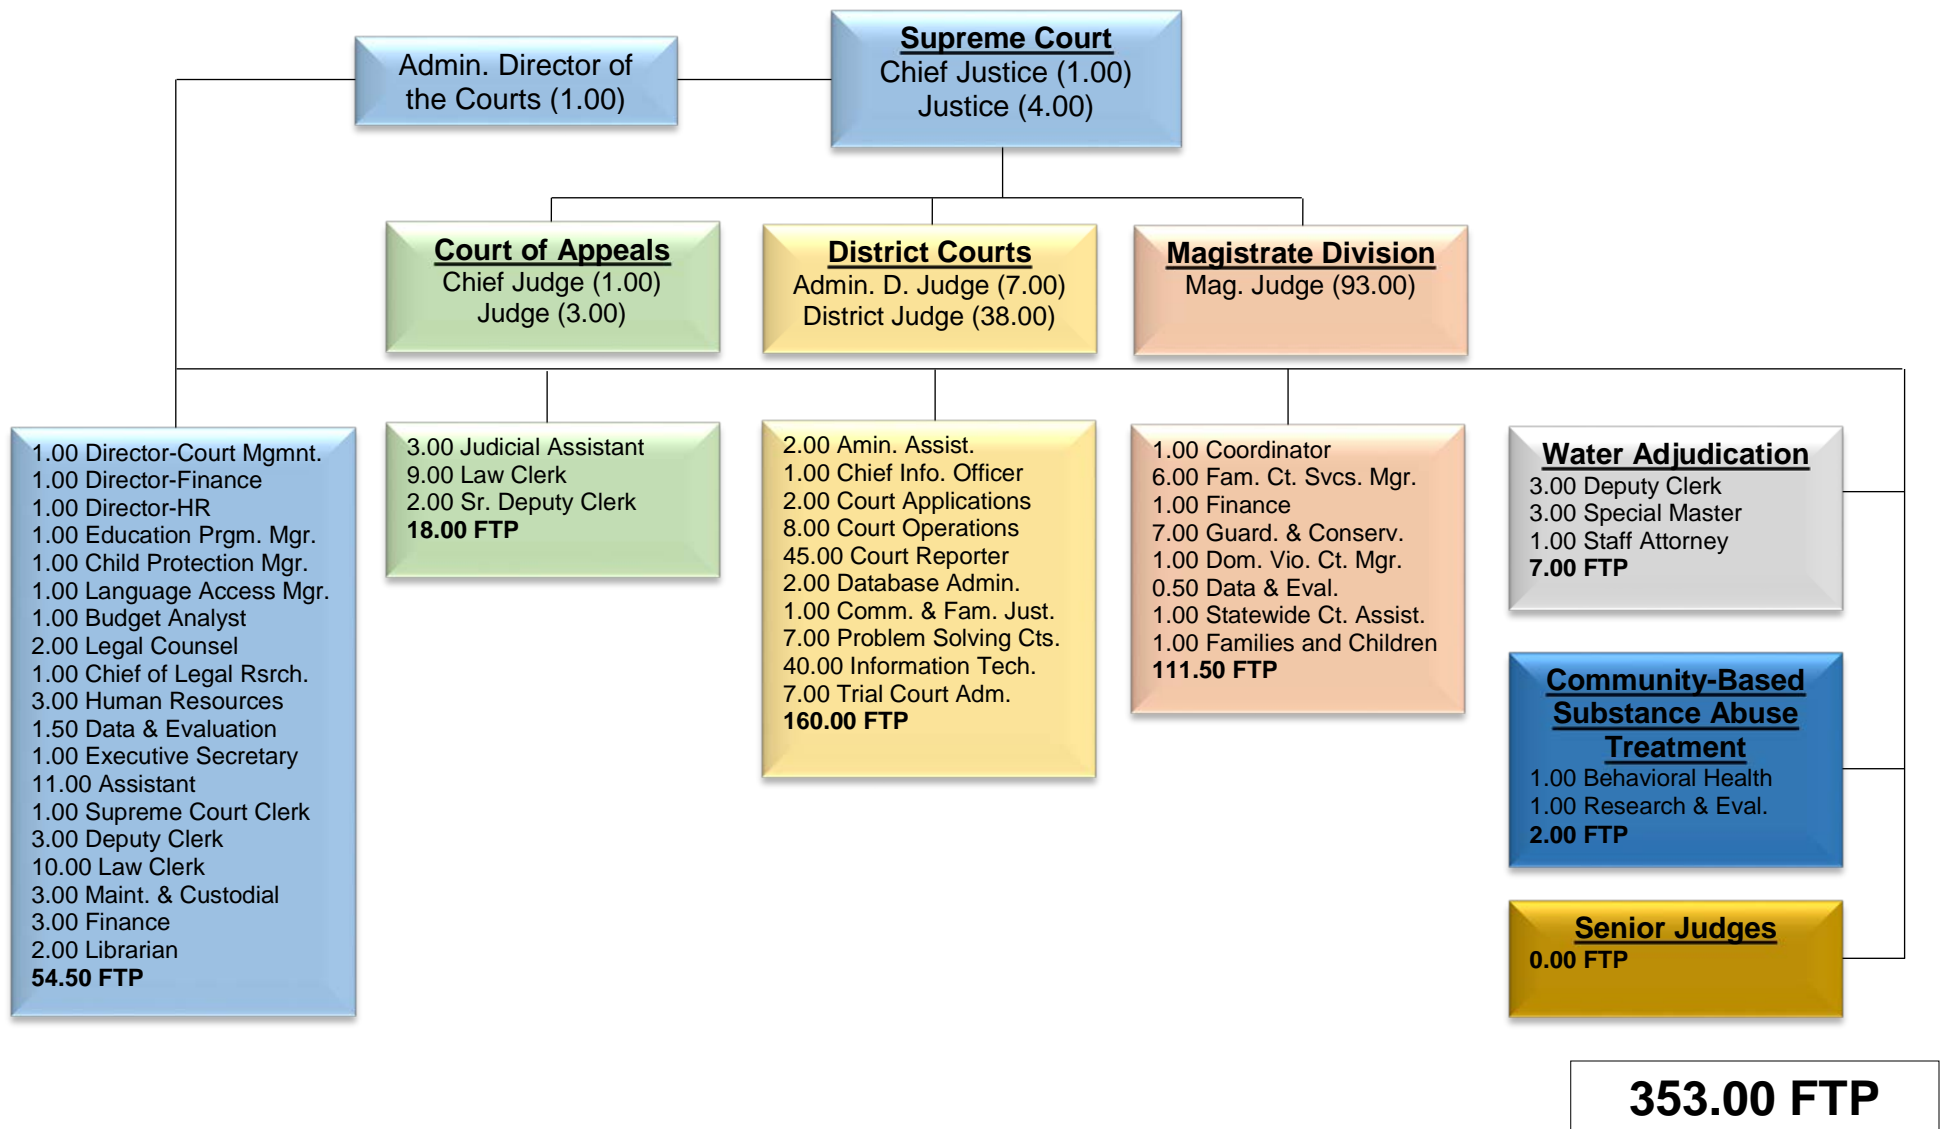 Admin. Director of
the Courts (1.00)
Supreme Court
Chief Justice (1.00)
Justice (4.00)
Court of Appeals
Chief Judge (1.00)
Judge (3.00)
District Courts
Admin. D. Judge (7.00)
District Judge (38.00)
Magistrate Division
Mag. Judge (93.00)
1.00 Director-Court Mgmnt.
1.00 Director-Finance
1.00 Director-HR
1.00 Education Prgm. Mgr.
1.00 Child Protection Mgr.
1.00 Language Access Mgr.
1.00 Budget Analyst
2.00 Legal Counsel
1.00 Chief of Legal Rsrch.
3.00 Human Resources
1.50 Data & Evaluation
1.00 Executive Secretary
11.00 Assistant
1.00 Supreme Court Clerk
3.00 Deputy Clerk
10.00 Law Clerk
3.00 Maint. & Custodial
3.00 Finance
2.00 Librarian
54.50 FTP
3.00 Judicial Assistant
9.00 Law Clerk
2.00 Sr. Deputy Clerk
18.00 FTP
2.00 Amin. Assist.
1.00 Chief Info. Officer
2.00 Court Applications
8.00 Court Operations
45.00 Court Reporter
2.00 Database Admin.
1.00 Comm. & Fam. Just.
7.00 Problem Solving Cts.
40.00 Information Tech.
7.00 Trial Court Adm.
160.00 FTP
1.00 Coordinator
6.00 Fam. Ct. Svcs. Mgr.
1.00 Finance
7.00 Guard. & Conserv.
1.00 Dom. Vio. Ct. Mgr.
0.50 Data & Eval.
1.00 Statewide Ct. Assist.
1.00 Families and Children
111.50 FTP
Water Adjudication
3.00 Deputy Clerk
3.00 Special Master
1.00 Staff Attorney
7.00 FTP
Community-Based
Substance Abuse
Treatment
1.00 Behavioral Health
1.00 Research & Eval.
2.00 FTP
Senior Judges
0.00 FTP
353.00 FTP